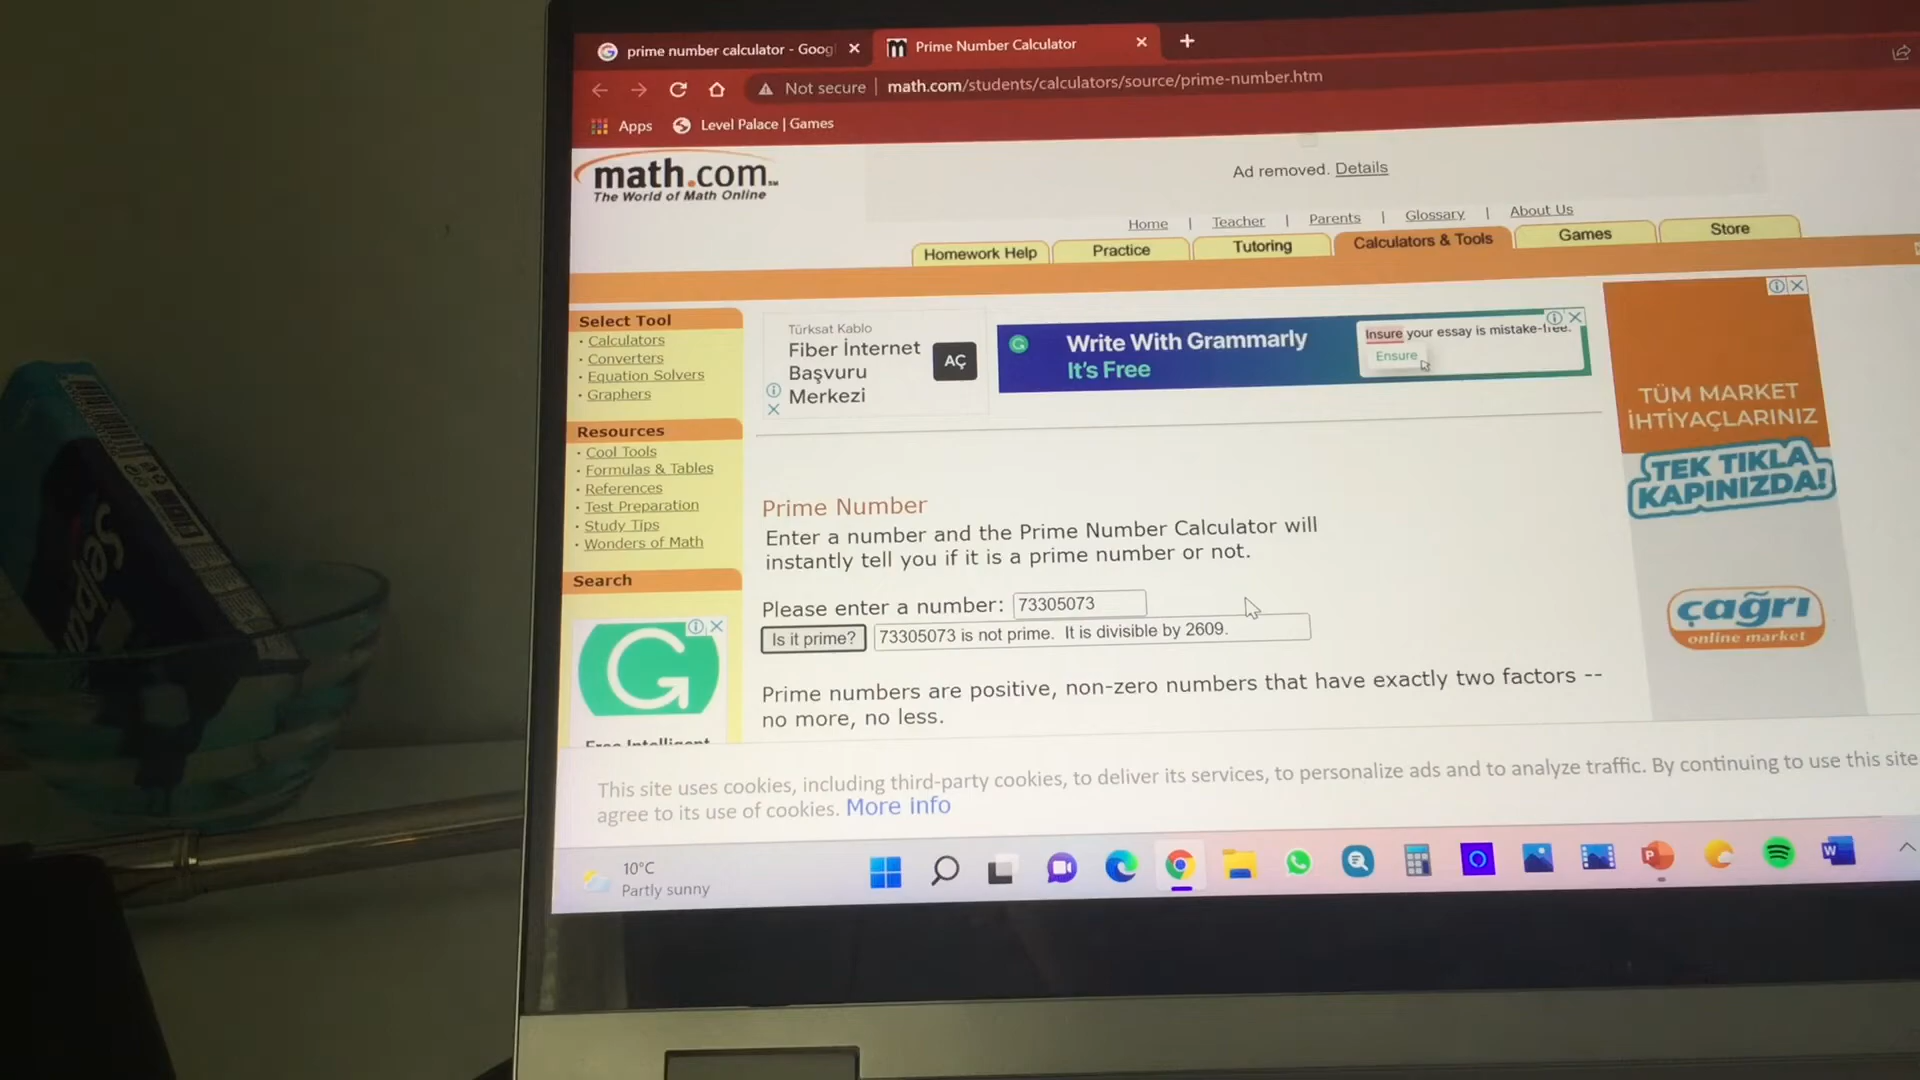 prime number calculator - Goog
Prime Number Calculator
Not secure
math.com/students/calculators/source/prime-number.htm
Apps
Level Palace | Games
math.com
The World of Math Online
Ad removed. Details
Home | Teacher | Parents | Glossary | About Us
Homework Help
Practice
Tutoring
Calculators & Tools
Games
Store
Select Tool
· Calculators
· Converters
· Equation Solvers
· Graphers
Resources
· Cool Tools
· Formulas & Tables
· References
· Test Preparation
· Study Tips
· Wonders of Math
Search
Türksat Kablo
Fiber İnternet
Başvuru
Merkezi
AÇ
Write With Grammarly
It's Free
Insure your essay is mistake-free.
Ensure
TÜM MARKET
İHTİYAÇLARINIZ
TEK TIKLA
KAPINIZDA!
çağrı
online market
Prime Number
Enter a number and the Prime Number Calculator will
instantly tell you if it is a prime number or not.
Please enter a number: 73305073
Is it prime? 73305073 is not prime. It is divisible by 2609.
Prime numbers are positive, non-zero numbers that have exactly two factors --
no more, no less.
Free Intelligent
This site uses cookies, including third-party cookies, to deliver its services, to personalize ads and to analyze traffic. By continuing to use this site
agree to its use of cookies. More info
10°C
Partly sunny
Selpak